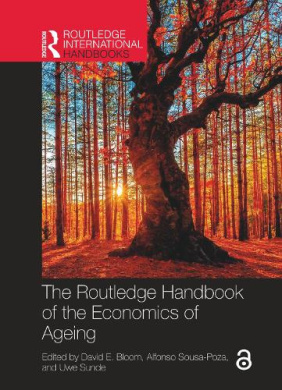 ROUTLEDGE
INTERNATIONAL
HANDBOOKS
ROUTLEDGE
The Routledge Handbook
of the Economics of
Ageing
Edited by David E. Bloom, Alfonso Sousa-Poza,
and Uwe Sunde